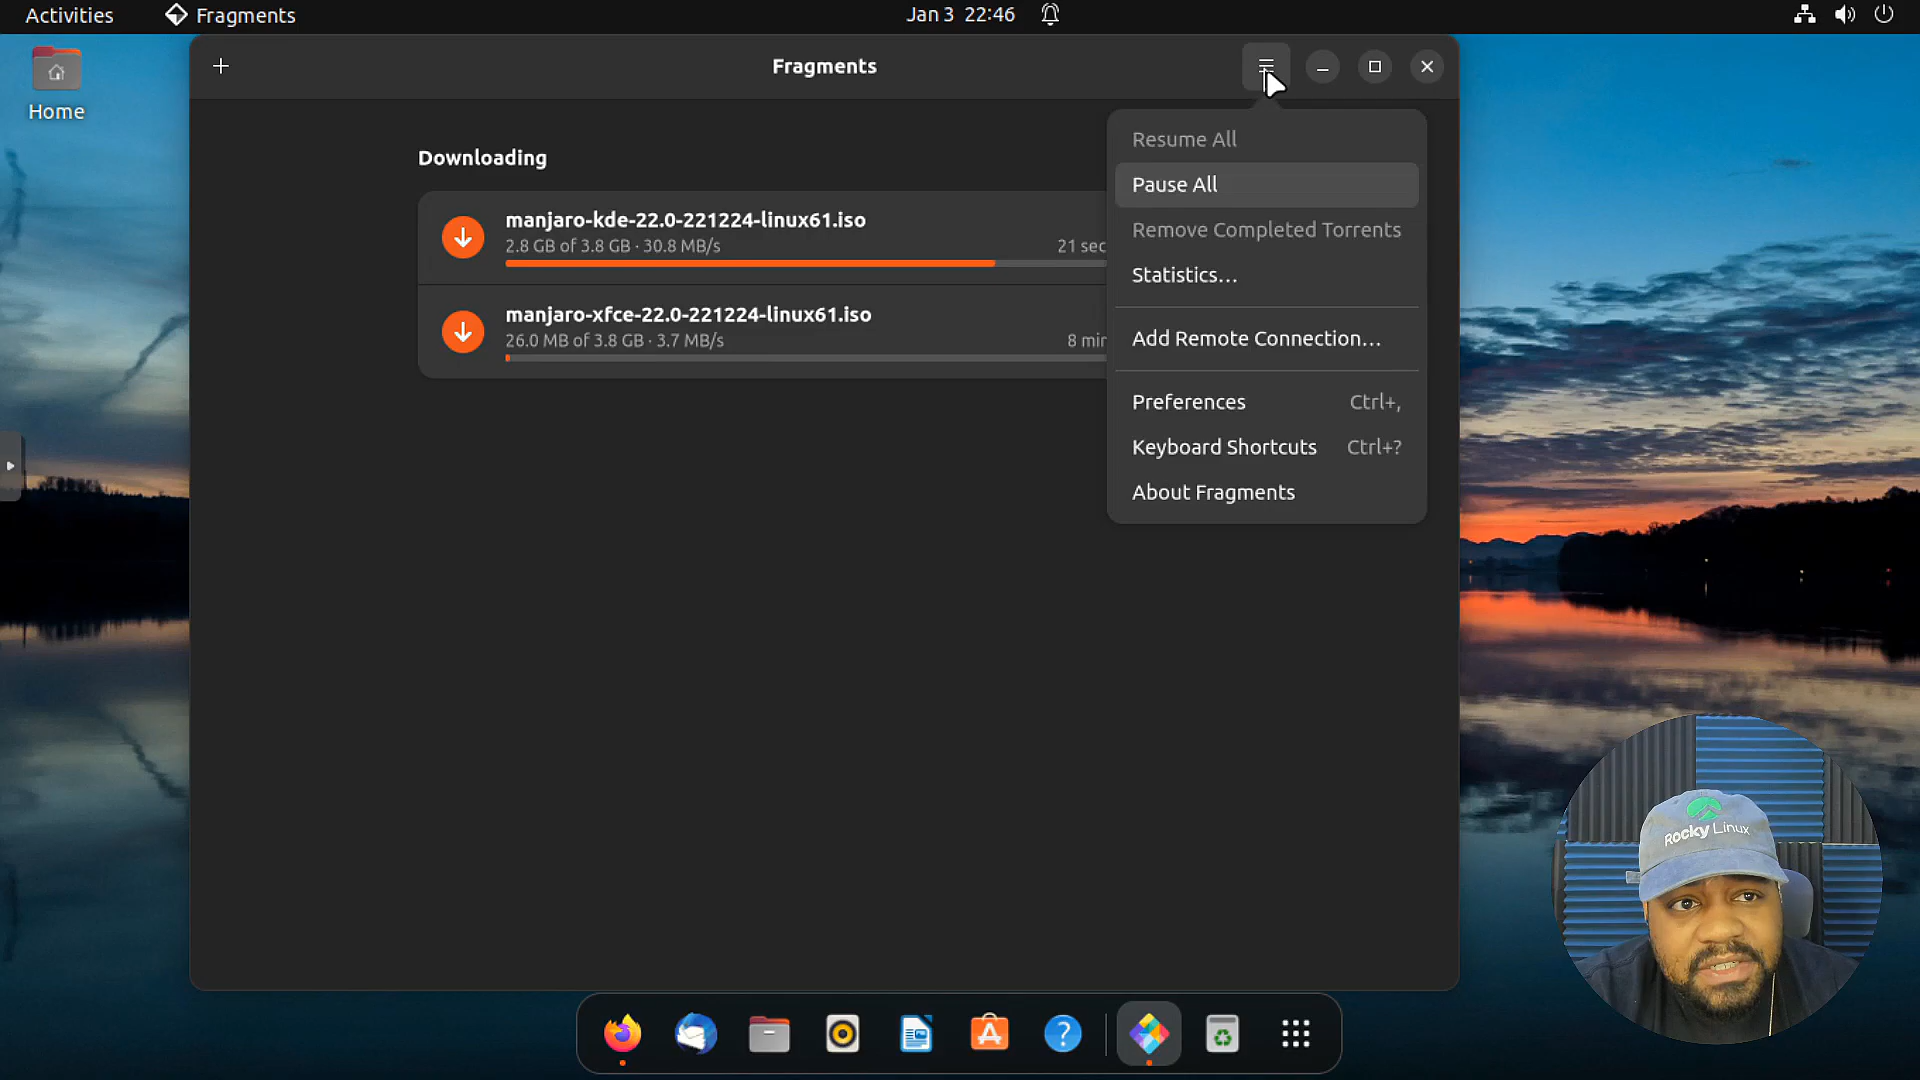 Activities
Fragments
Jan 3 22:46
Home
Fragments
Downloading
manjaro-kde-22.0-221224-linux61.iso
2.8 GB of 3.8 GB · 30.8 MB/s
21 sec
manjaro-xfce-22.0-221224-linux61.iso
26.0 MB of 3.8 GB · 3.7 MB/s
8 min
Resume All
Pause All
Remove Completed Torrents
Statistics...
Add Remote Connection...
Preferences Ctrl+,
Keyboard Shortcuts Ctrl+?
About Fragments
Rocky Linux